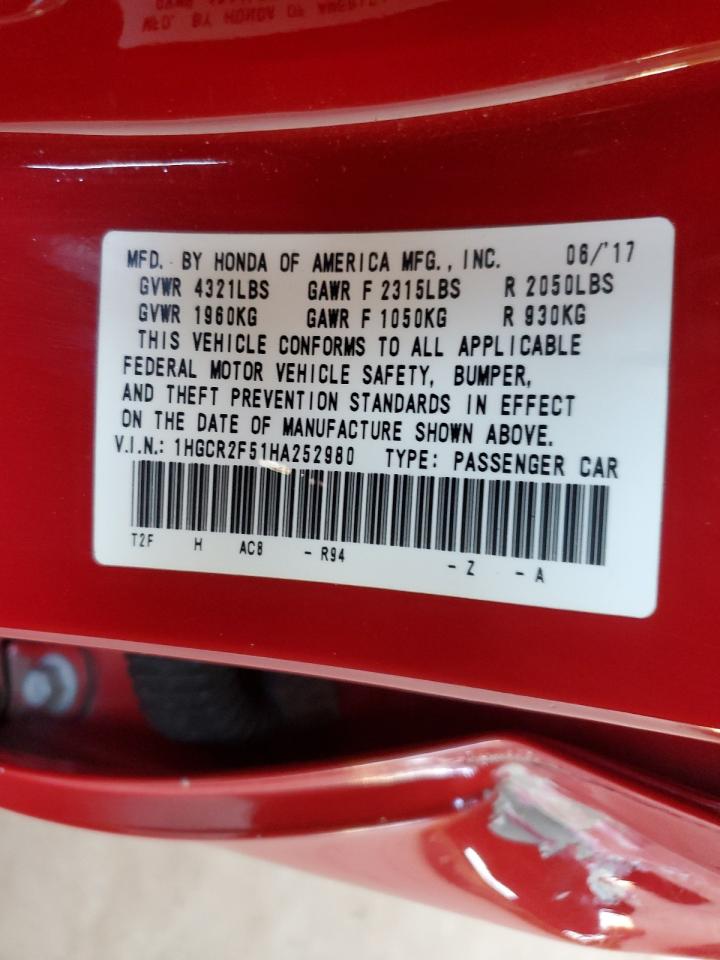 MFD. BY HONDA OF AMERICA MFG., INC. 06/'17
GVWR 4321LBS GAWR F 2315LBS R 2050LBS
GVWR 1960KG GAWR F 1050KG R 930KG
THIS VEHICLE CONFORMS TO ALL APPLICABLE
FEDERAL MOTOR VEHICLE SAFETY, BUMPER,
AND THEFT PREVENTION STANDARDS IN EFFECT
ON THE DATE OF MANUFACTURE SHOWN ABOVE.
V.I.N.: 1HGCR2F51HA252980 TYPE: PASSENGER CAR
T2F H AC8 - R94 - Z - A